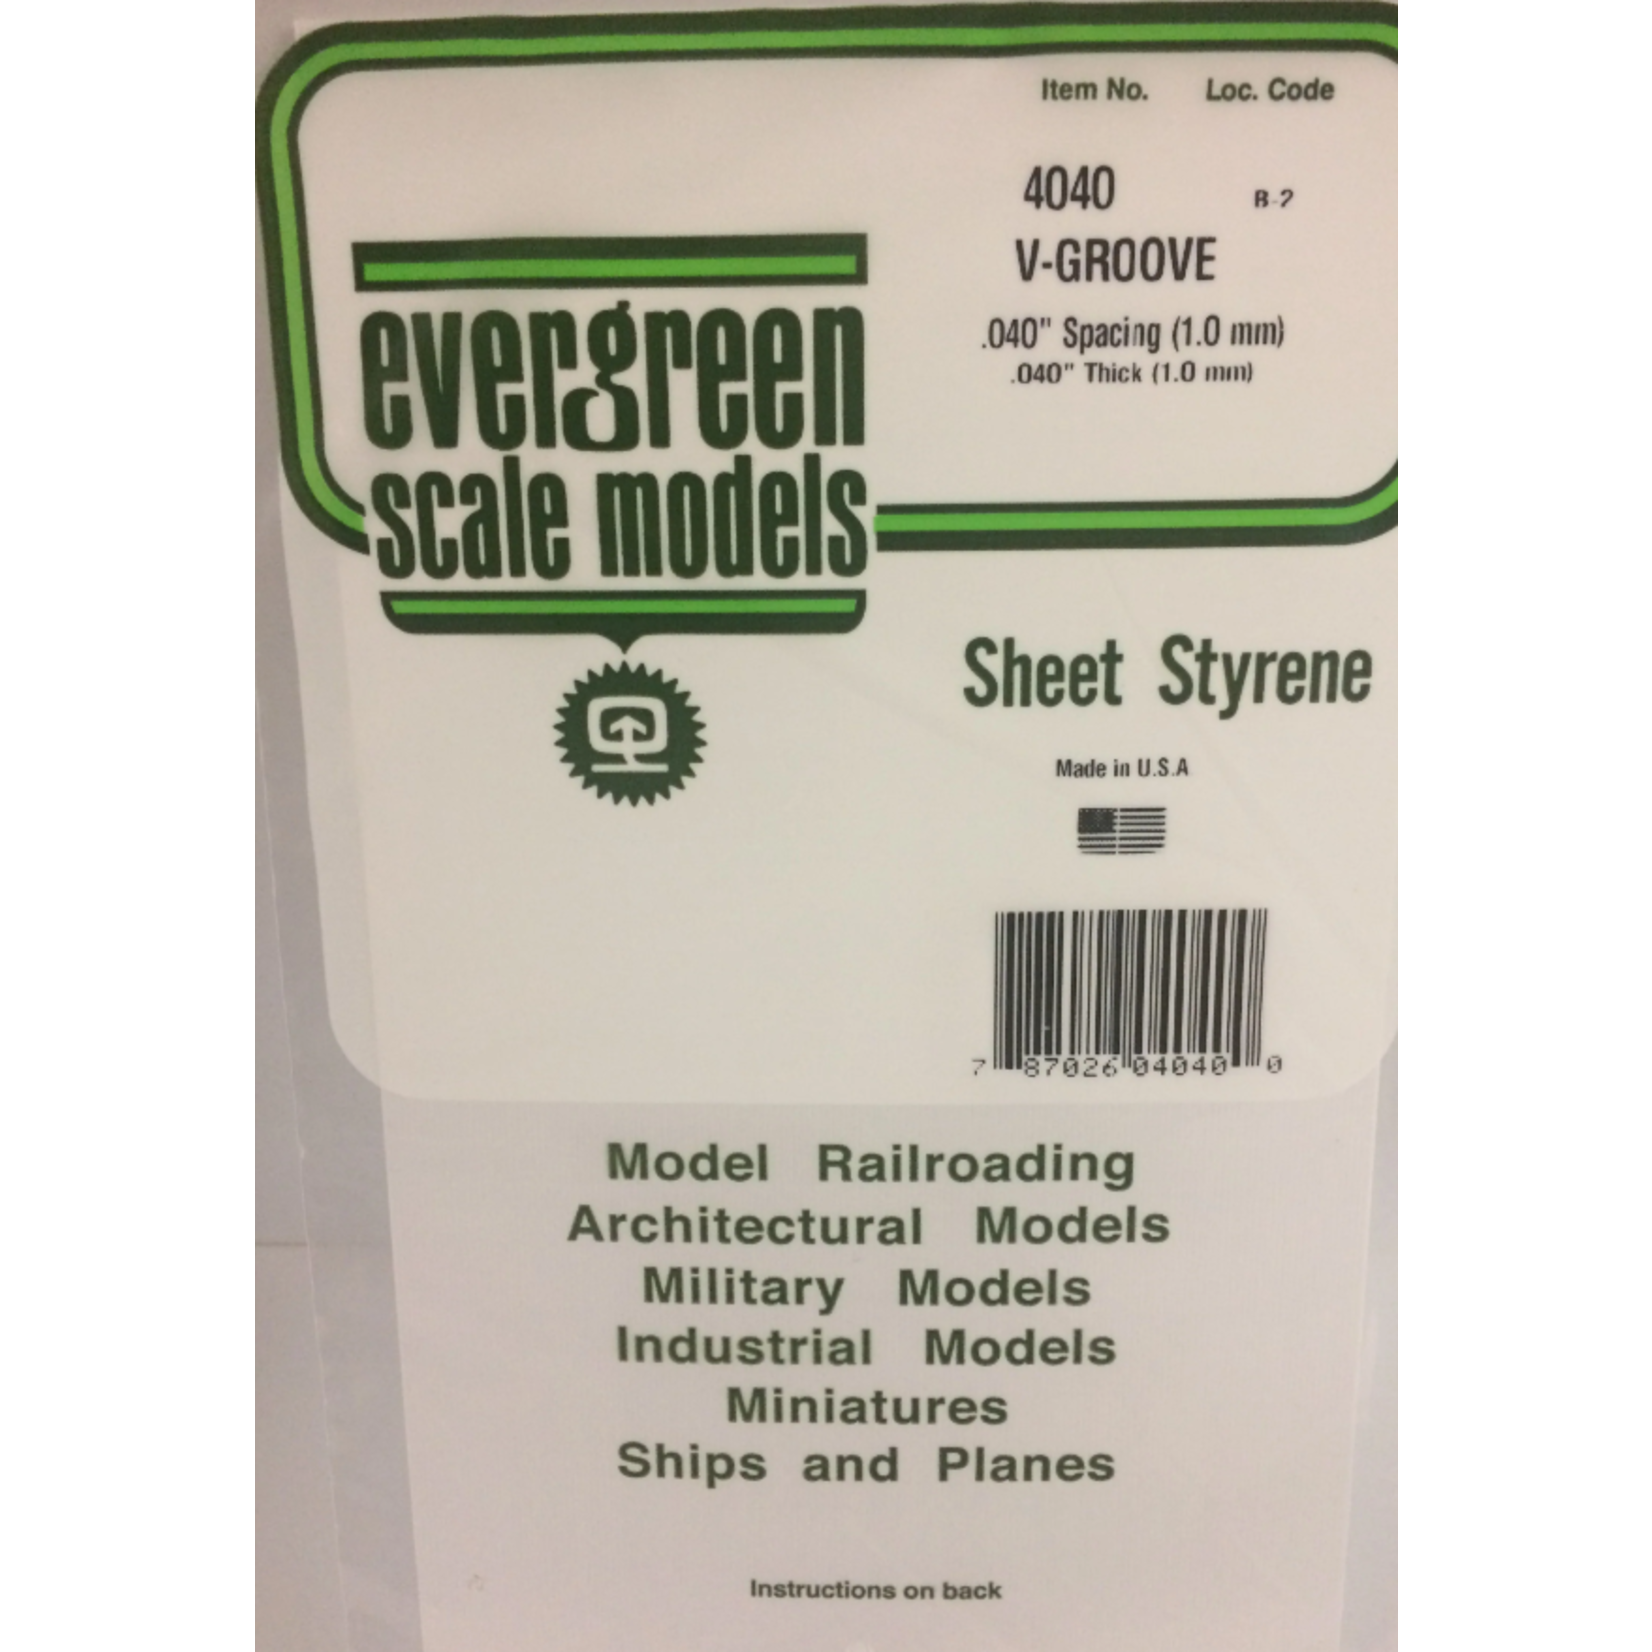 Item No. Loc. Code
4040 B-2
V-GROOVE
.040" Spacing (1.0 mm)
.040" Thick (1.0 mm)
evergreen
scale models
Sheet Styrene
Made in U.S.A
7 87026 04040 0
Model Railroading
Architectural Models
Military Models
Industrial Models
Miniatures
Ships and Planes
Instructions on back